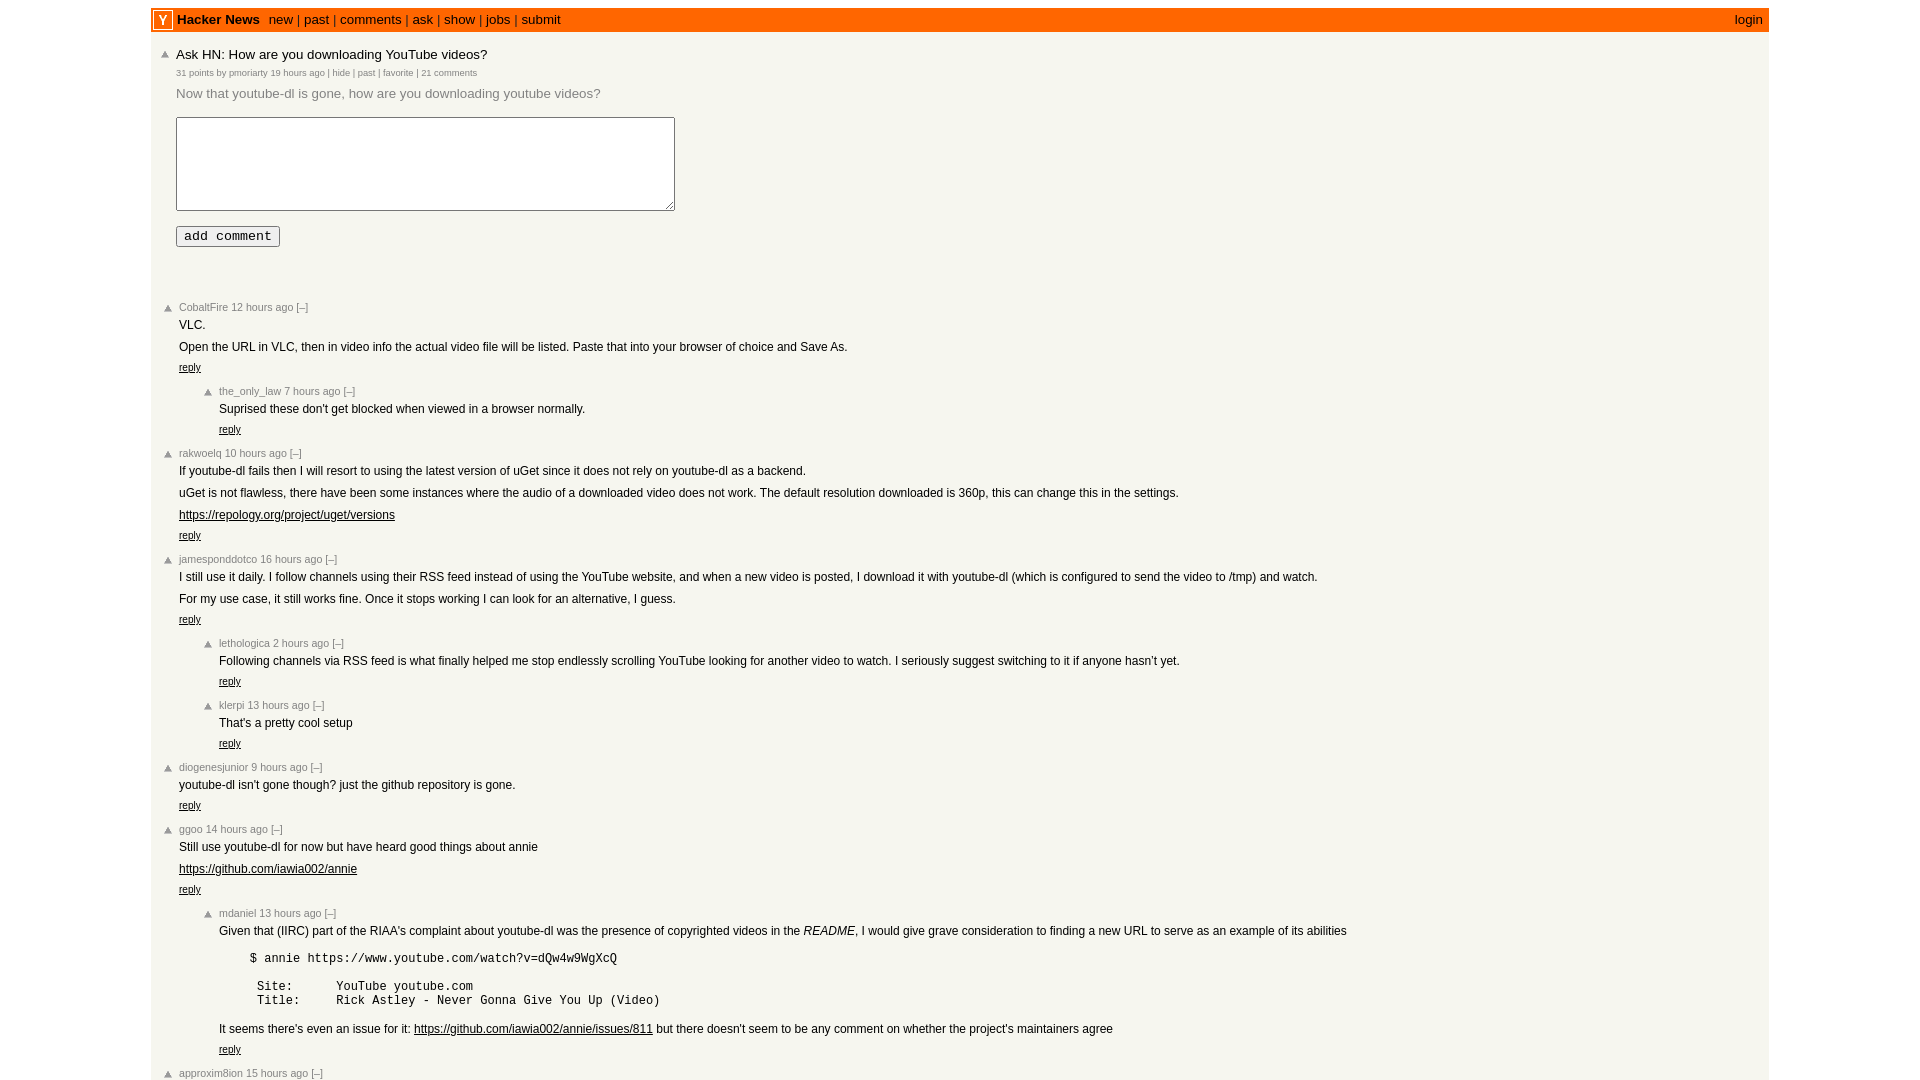 Y Hacker News new | past | comments | ask | show | jobs | submit login
Ask HN: How are you downloading YouTube videos?
31 points by pmoriarty 19 hours ago | hide | past | favorite | 21 comments
Now that youtube-dl is gone, how are you downloading youtube videos?
add comment
CobaltFire 12 hours ago [–]
VLC.
Open the URL in VLC, then in video info the actual video file will be listed. Paste that into your browser of choice and Save As.
reply
the_only_law 7 hours ago [–]
Suprised these don't get blocked when viewed in a browser normally.
reply
rakwoelq 10 hours ago [–]
If youtube-dl fails then I will resort to using the latest version of uGet since it does not rely on youtube-dl as a backend.
uGet is not flawless, there have been some instances where the audio of a downloaded video does not work. The default resolution downloaded is 360p, this can change this in the settings.
https://repology.org/project/uget/versions
reply
jamesponddotco 16 hours ago [–]
I still use it daily. I follow channels using their RSS feed instead of using the YouTube website, and when a new video is posted, I download it with youtube-dl (which is configured to send the video to /tmp) and watch.
For my use case, it still works fine. Once it stops working I can look for an alternative, I guess.
reply
lethologica 2 hours ago [–]
Following channels via RSS feed is what finally helped me stop endlessly scrolling YouTube looking for another video to watch. I seriously suggest switching to it if anyone hasn’t yet.
reply
klerpi 13 hours ago [–]
That's a pretty cool setup
reply
diogenesjunior 9 hours ago [–]
youtube-dl isn't gone though? just the github repository is gone.
reply
ggoo 14 hours ago [–]
Still use youtube-dl for now but have heard good things about annie
https://github.com/iawia002/annie
reply
mdaniel 13 hours ago [–]
Given that (IIRC) part of the RIAA's complaint about youtube-dl was the presence of copyrighted videos in the README, I would give grave consideration to finding a new URL to serve as an example of its abilities
$ annie https://www.youtube.com/watch?v=dQw4w9WgXcQ
Site: YouTube youtube.com
Title: Rick Astley - Never Gonna Give You Up (Video)
It seems there's even an issue for it: https://github.com/iawia002/annie/issues/811 but there doesn't seem to be any comment on whether the project's maintainers agree
reply
approxim8ion 15 hours ago [–]